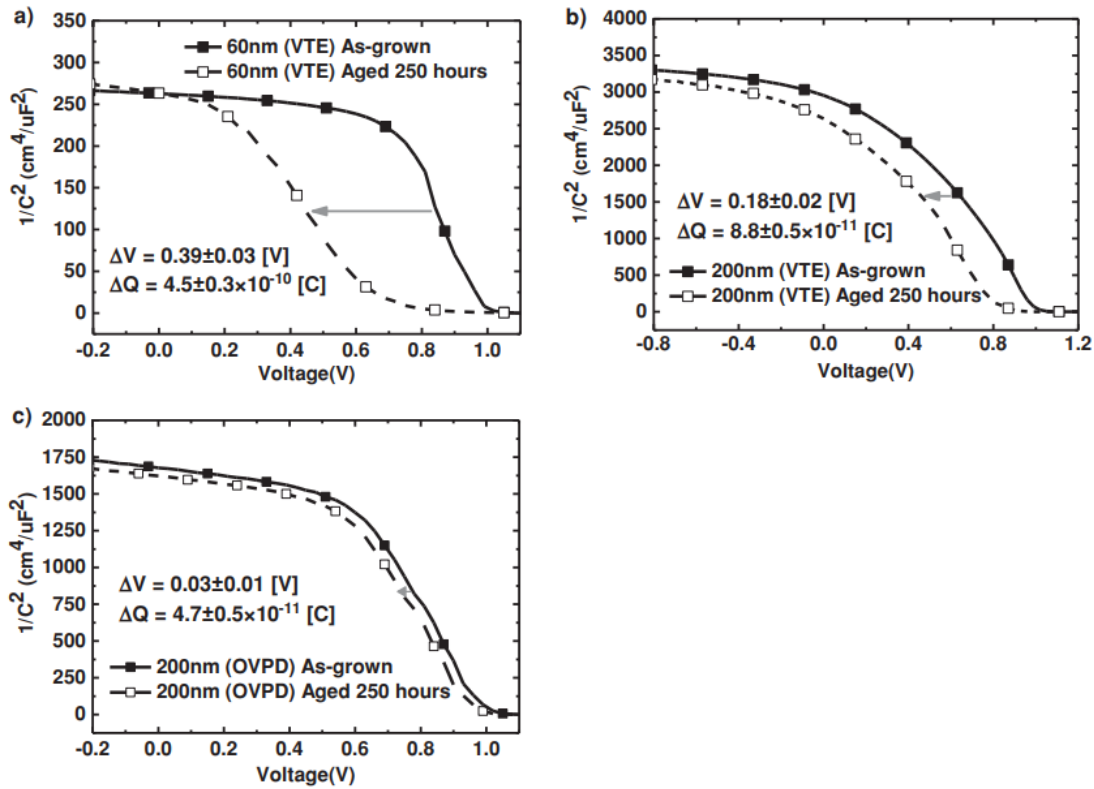 a)
350
300
250
200
150
100
50
0
1/C² (cm⁴/uF²)
60nm (VTE) As-grown
60nm (VTE) Aged 250 hours
ΔV = 0.39±0.03 [V]
ΔQ = 4.5±0.3×10⁻¹⁰ [C]
-0.2 0.0 0.2 0.4 0.6 0.8 1.0
Voltage(V)
b)
4000
3500
3000
2500
2000
1500
1000
500
0
1/C² (cm⁴/uF²)
ΔV = 0.18±0.02 [V]
ΔQ = 8.8±0.5×10⁻¹¹ [C]
200nm (VTE) As-grown
200nm (VTE) Aged 250 hours
-0.8 -0.4 0.0 0.4 0.8 1.2
Voltage(V)
c)
2000
1750
1500
1250
1000
750
500
250
0
1/C² (cm⁴/uF²)
ΔV = 0.03±0.01 [V]
ΔQ = 4.7±0.5×10⁻¹¹ [C]
200nm (OVPD) As-grown
200nm (OVPD) Aged 250 hours
-0.2 0.0 0.2 0.4 0.6 0.8 1.0
Voltage(V)